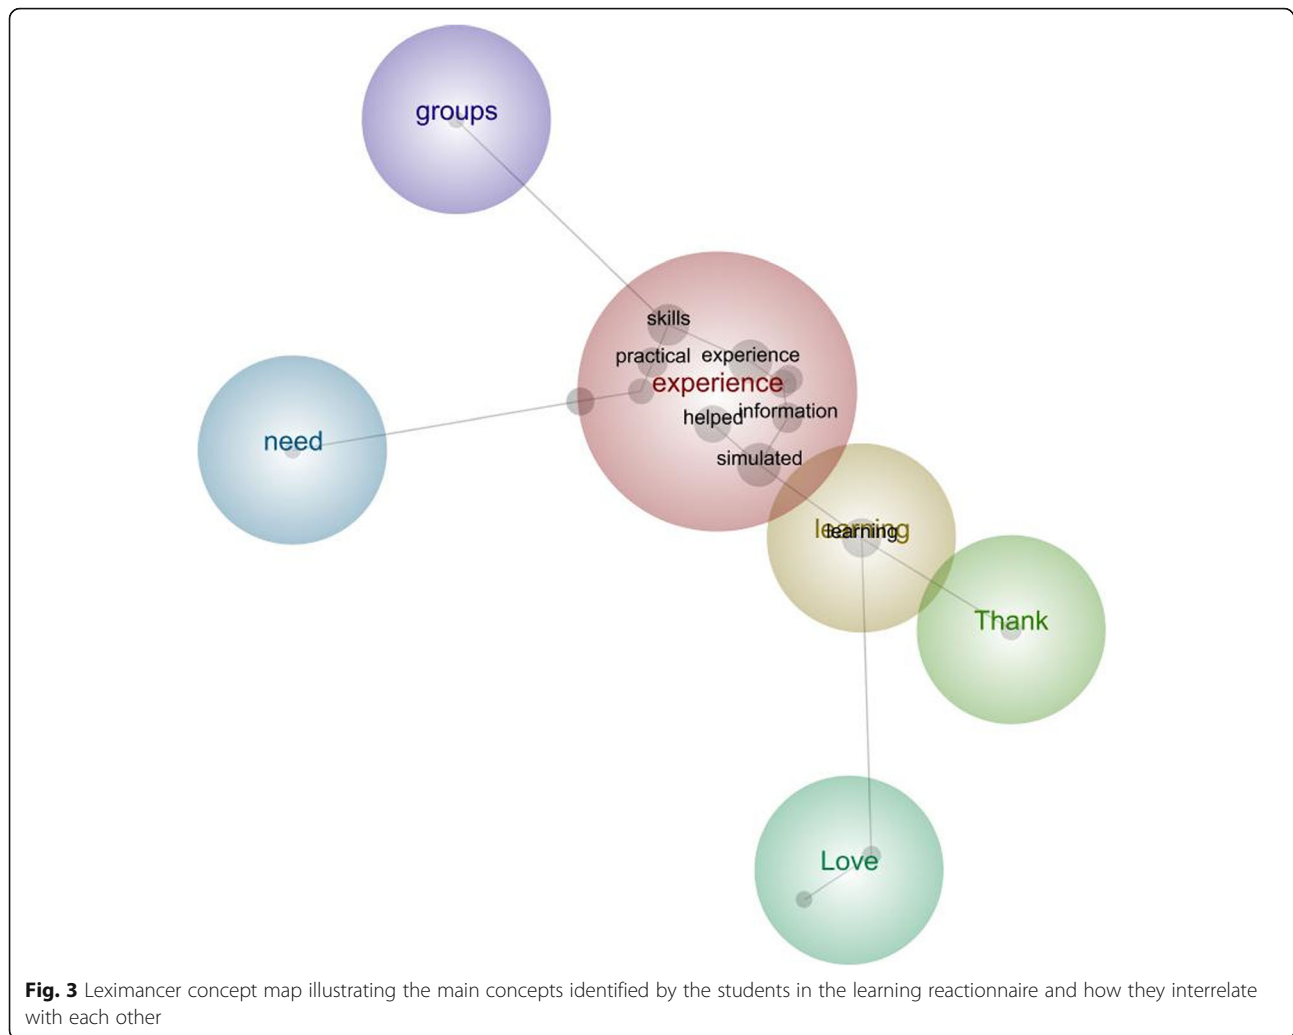 groups
skills
practical experience
experience
helped information
simulated
need
learning
learning
Thank
Love
Fig. 3 Leximancer concept map illustrating the main concepts identified by the students in the learning reactionnaire and how they interrelate
with each other